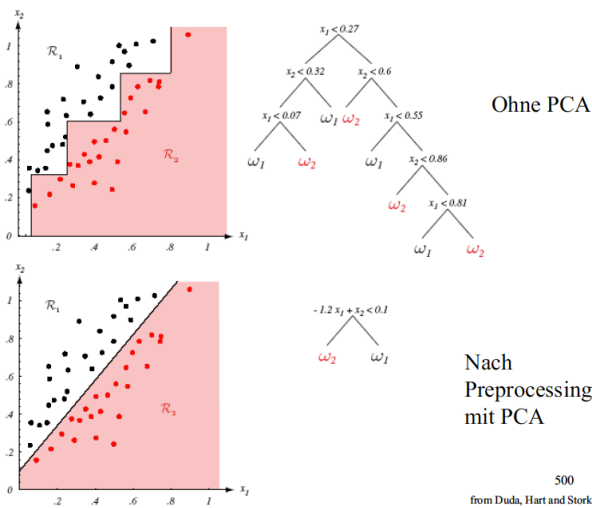 x2
1
.8
.6
.4
.2
0
.2
.4
.6
.8
1
x1
R1
R2
x1 < 0.27
x2 < 0.32
x2 < 0.6
x1 < 0.07
ω1
ω2
x1 < 0.55
ω1
ω2
ω1
x2 < 0.86
ω2
x1 < 0.81
ω1
ω2
Ohne PCA
x2
1
.8
.6
.4
.2
0
.2
.4
.6
.8
1
x1
R1
R2
- 1.2 x1 + x2 < 0.1
ω2
ω1
Nach
Preprocessing
mit PCA
500
from Duda, Hart and Stork